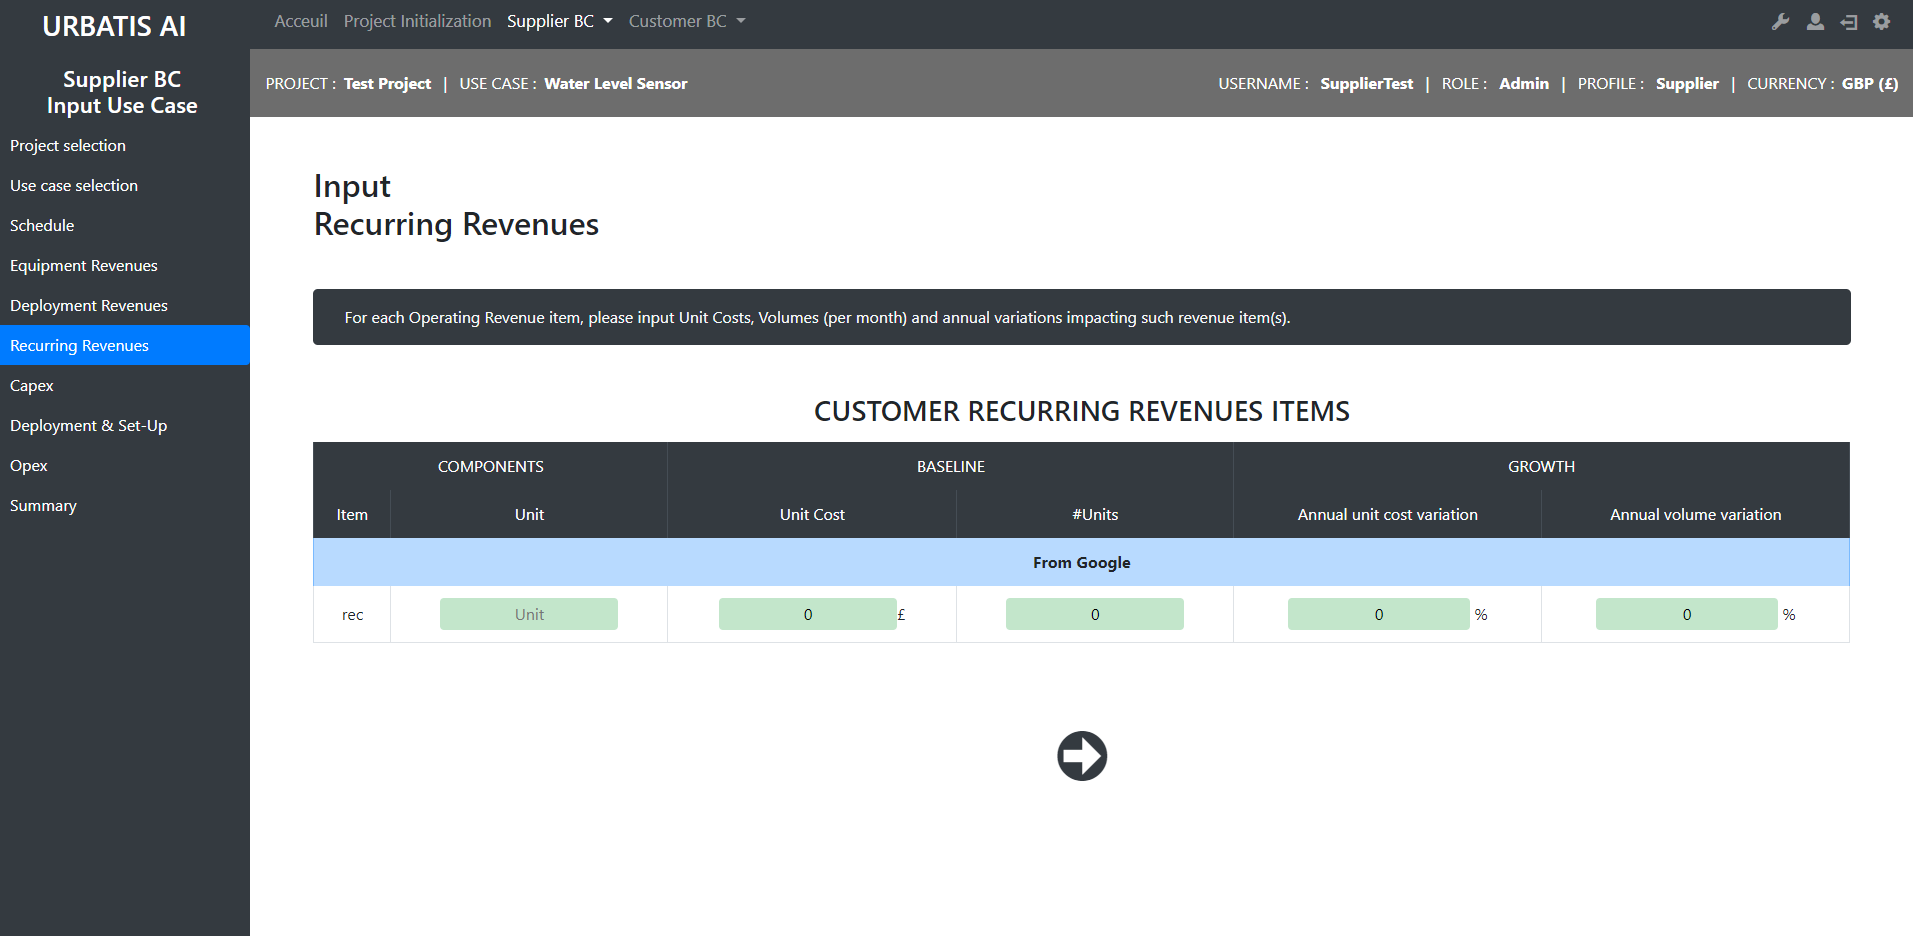 URBATIS AI
Acceuil Project Initialization Supplier BC Customer BC
Supplier BC
Input Use Case
Project selection
Use case selection
Schedule
Equipment Revenues
Deployment Revenues
Recurring Revenues
Capex
Deployment & Set-Up
Opex
Summary
PROJECT : Test Project | USE CASE : Water Level Sensor
USERNAME : SupplierTest | ROLE : Admin | PROFILE : Supplier | CURRENCY : GBP (£)
Input
Recurring Revenues
For each Operating Revenue item, please input Unit Costs, Volumes (per month) and annual variations impacting such revenue item(s).
CUSTOMER RECURRING REVENUES ITEMS
COMPONENTS BASELINE GROWTH
Item Unit Unit Cost #Units Annual unit cost variation Annual volume variation
From Google
rec Unit 0 £ 0 0 % 0 %